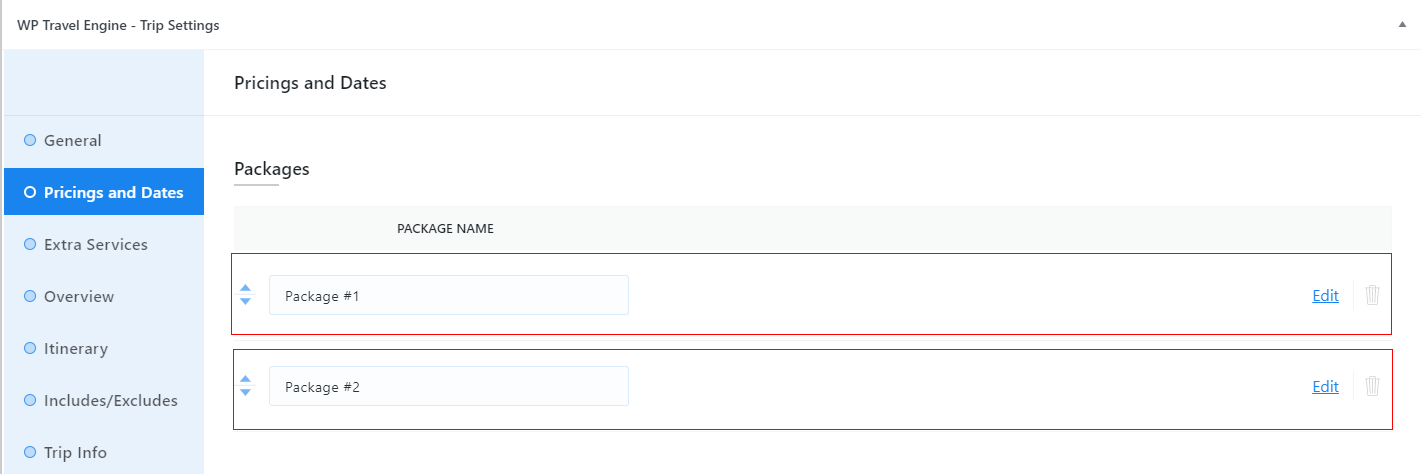 WP Travel Engine - Trip Settings
Pricings and Dates
General
Pricings and Dates
Extra Services
Overview
Itinerary
Includes/Excludes
Trip Info
Packages
PACKAGE NAME
Package #1
Edit
Package #2
Edit